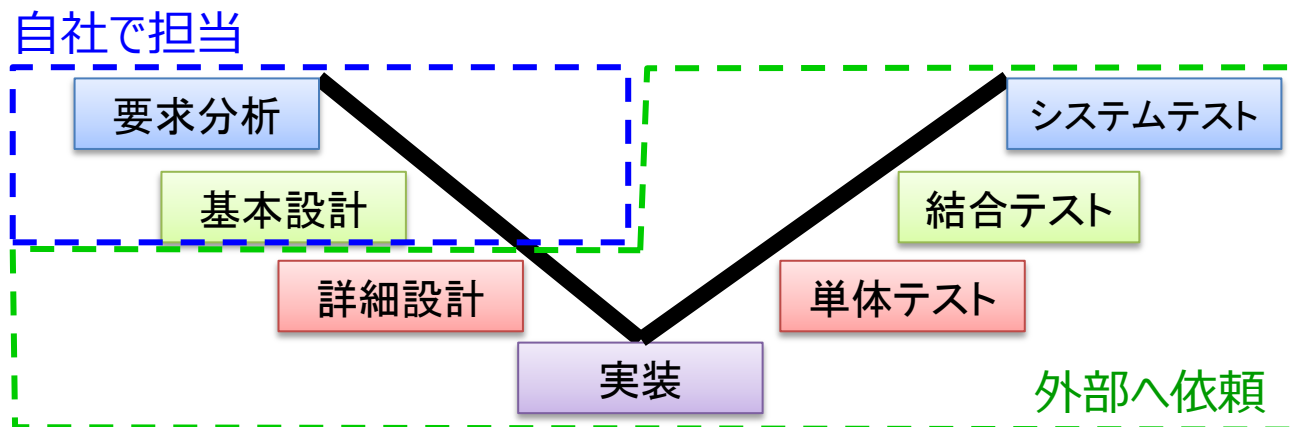 自社で担当
要求分析
システムテスト
基本設計
結合テスト
詳細設計
単体テスト
実装
外部へ依頼